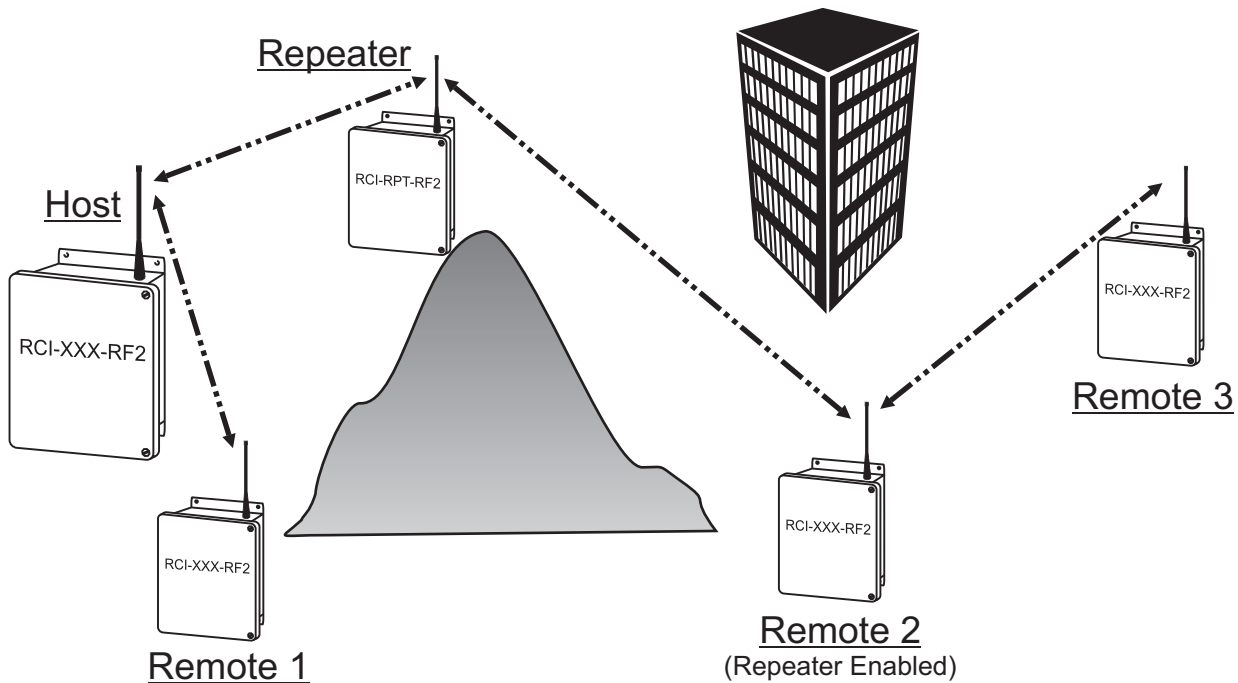 Repeater
RCI-RPT-RF2
Host
RCI-XXX-RF2
RCI-XXX-RF2
Remote 1
RCI-XXX-RF2
Remote 2
(Repeater Enabled)
RCI-XXX-RF2
Remote 3